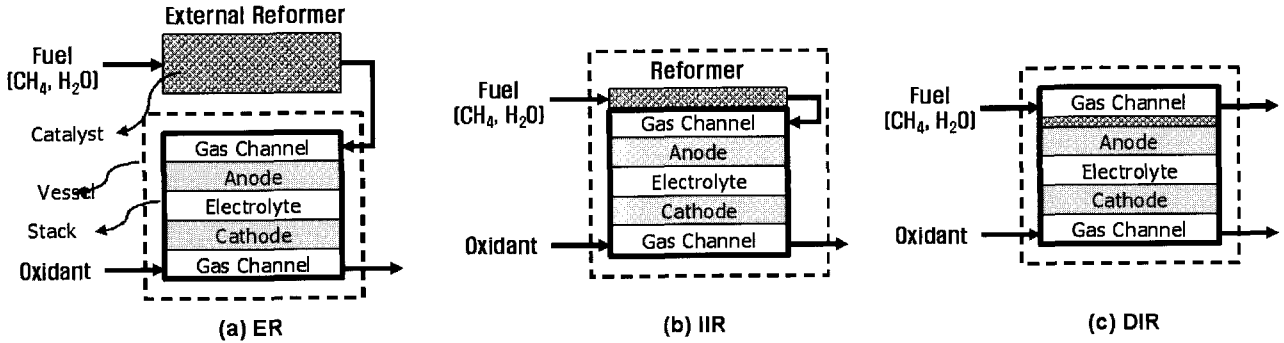 External Reformer
Fuel
(CH₄, H₂O)
Catalyst
Vessel
Stack
Oxidant
Gas Channel
Anode
Electrolyte
Cathode
Gas Channel
(a) ER
Reformer
Fuel
(CH₄, H₂O)
Gas Channel
Anode
Electrolyte
Cathode
Oxidant
Gas Channel
(b) IIR
Fuel
(CH₄, H₂O)
Gas Channel
Anode
Electrolyte
Cathode
Oxidant
Gas Channel
(c) DIR